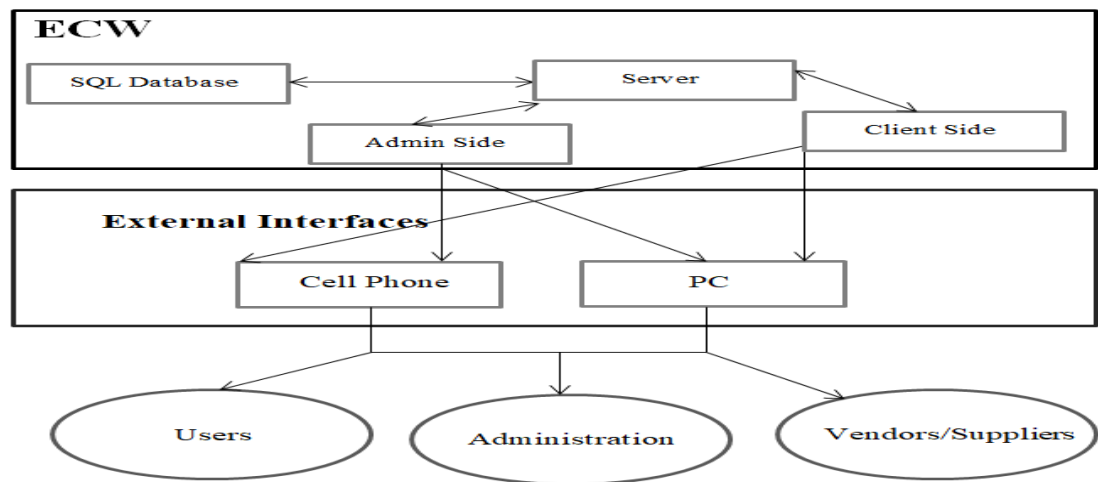 ECW
SQL Database
Server
Admin Side
Client Side
External Interfaces
Cell Phone
PC
Users
Administration
Vendors/Suppliers